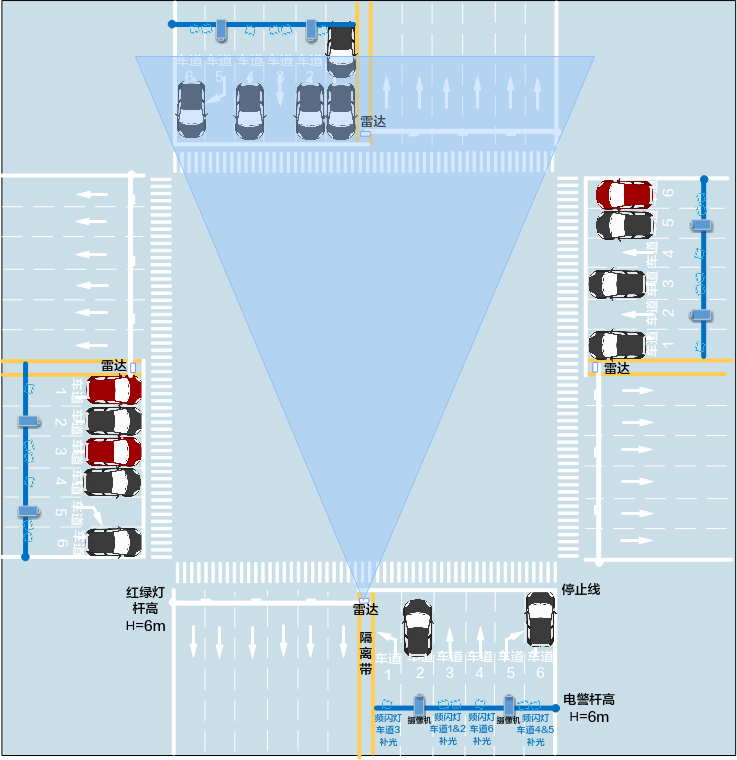 车道 车道 车道 车道 车道
6 5 4 3 2
雷达
车道 6
车道 5
车道 4
车道 3
车道 2
车道 1
雷达
雷达
车道 1
车道 2
车道 3
车道 4
车道 5
车道 6
红绿灯
杆高
H=6m
雷达
停止线
隔
离
带
车道 车道 车道 车道 车道 车道
1 2 3 4 5 6
电警杆高
H=6m
频闪灯
车道3
补光
摄像机
频闪灯
车道1&2
补光
频闪灯
车道6
补光
摄像机
频闪灯
车道4&5
补光